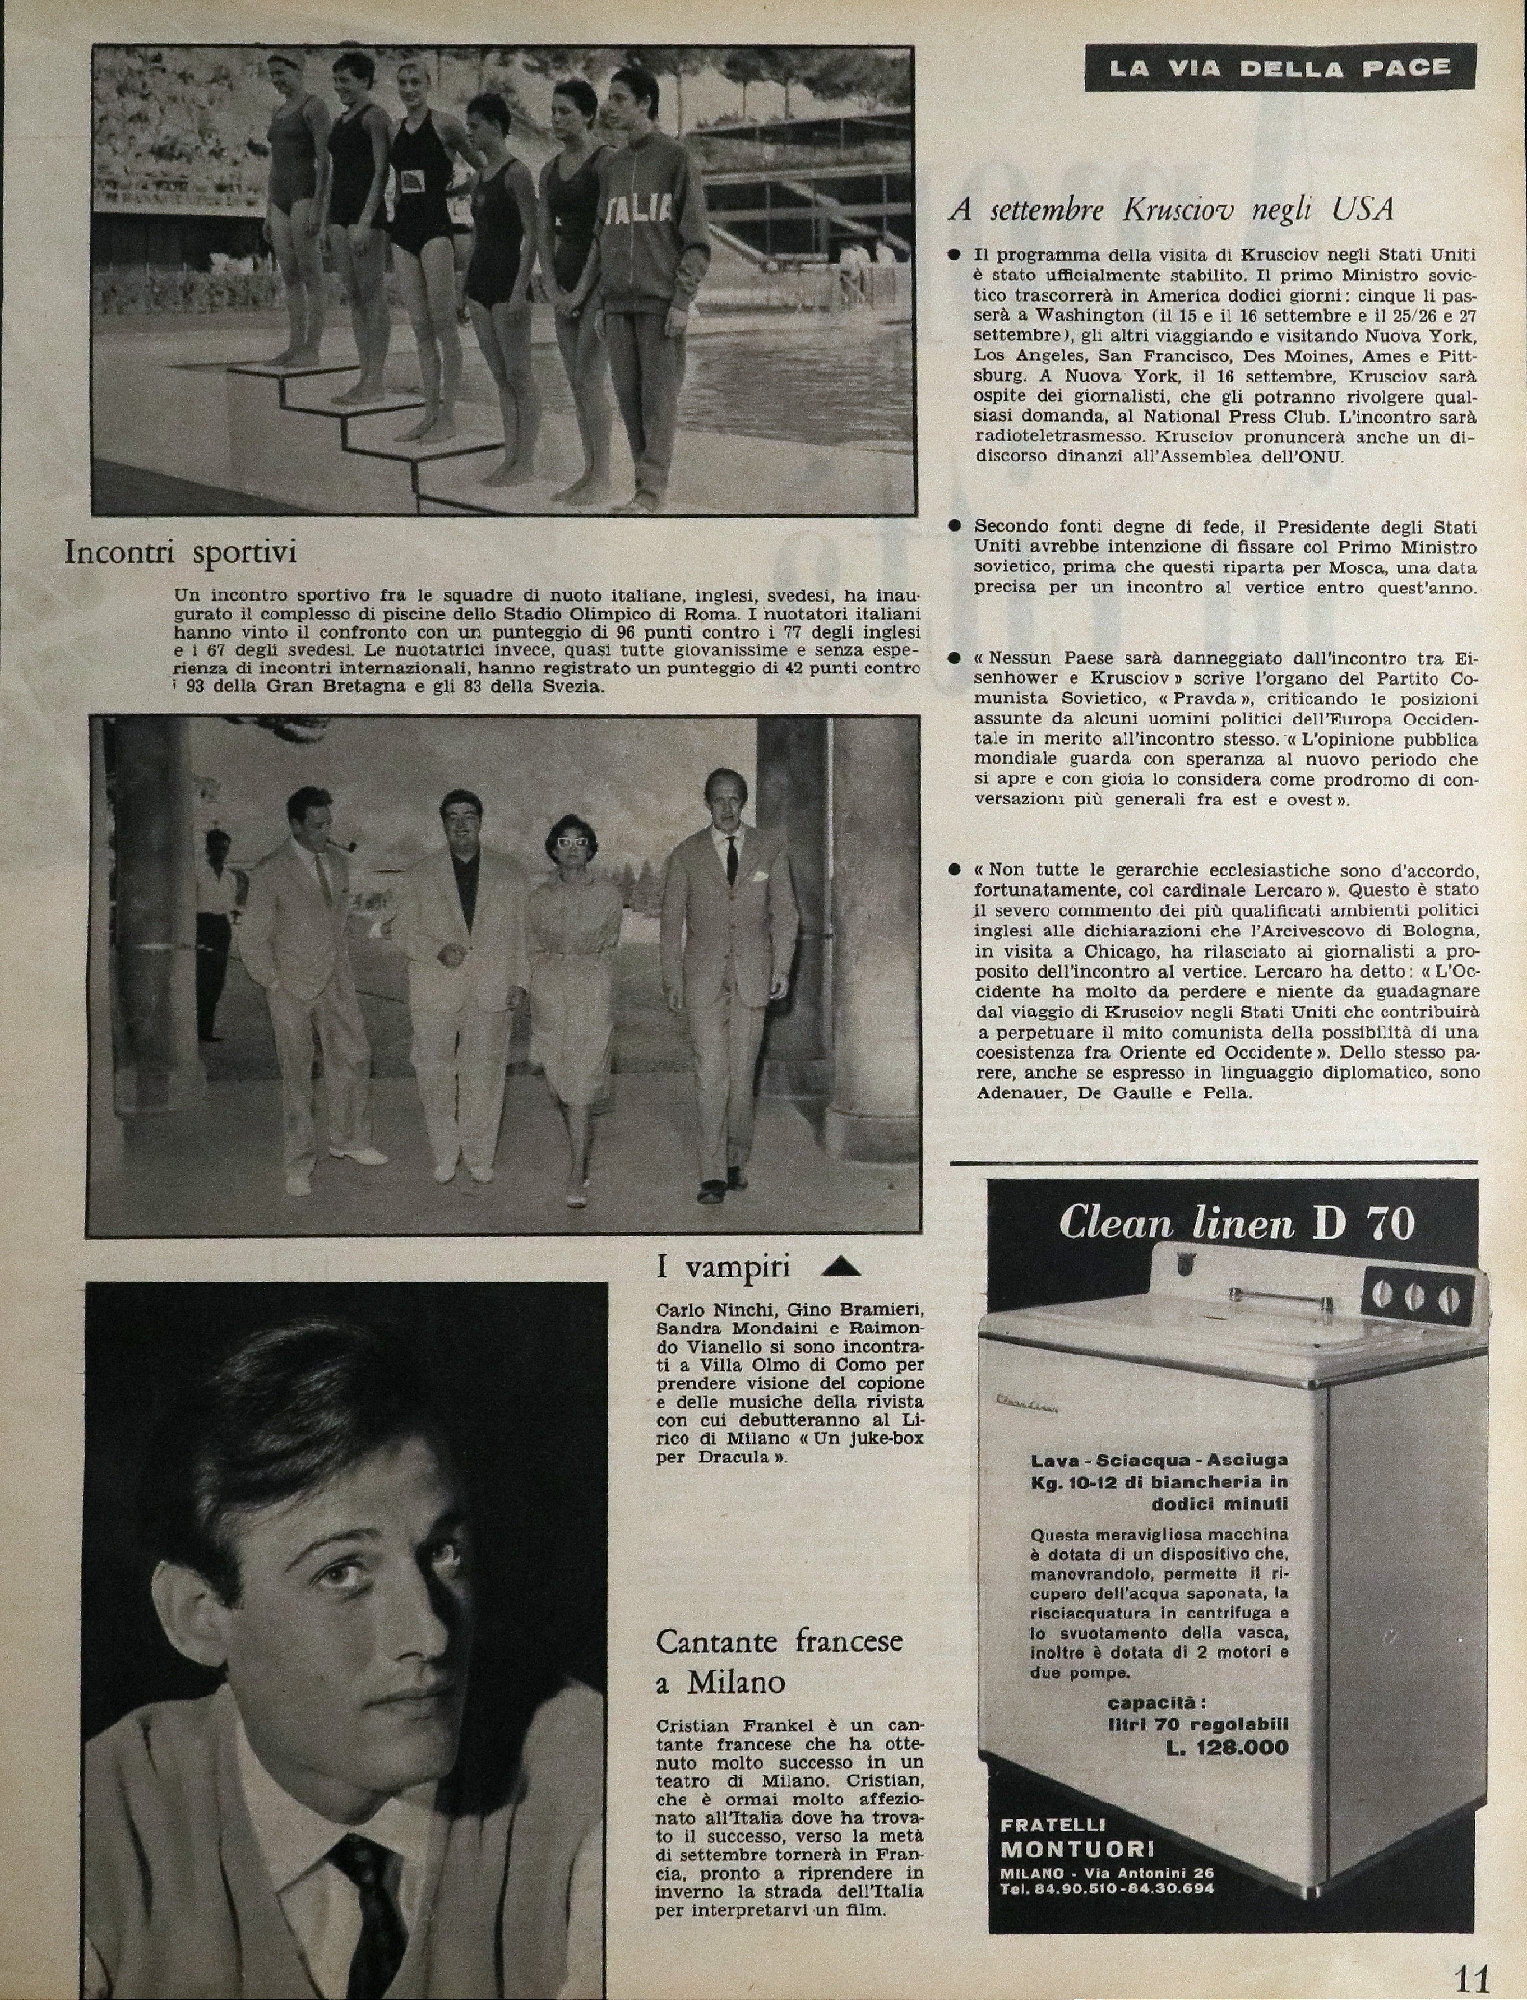 ITALIA
Incontri sportivi
Un incontro sportivo fra le squadre di nuoto italiane, inglesi, svedesi, ha inau-
gurato il complesso di piscine dello Stadio Olimpico di Roma. I nuotatori italiani
hanno vinto il confronto con un punteggio di 96 punti contro i 77 degli inglesi
e i 67 degli svedesi. Le nuotatrici invece, quasi tutte giovanissime e senza espe-
rienza di incontri internazionali, hanno registrato un punteggio di 42 punti contro
i 93 della Gran Bretagna e gli 83 della Svezia.
I vampiri
Carlo Ninchi, Gino Bramieri,
Sandra Mondaini e Raimon-
do Vianello si sono incontra-
ti a Villa Olmo di Como per
prendere visione del copione
e delle musiche della rivista
con cui debutteranno al Li-
rico di Milano « Un juke-box
per Dracula ».
Cantante francese
a Milano
Cristian Frankel è un can-
tante francese che ha otte-
nuto molto successo in un
teatro di Milano. Cristian,
che è ormai molto affezio-
nato all'Italia dove ha trova-
to il successo, verso la metà
di settembre tornerà in Fran-
cia, pronto a riprendere in
inverno la strada dell'Italia
per interpretarvi un film.
LA VIA DELLA PACE
A settembre Krusciov negli USA
● Il programma della visita di Krusciov negli Stati Uniti
è stato ufficialmente stabilito. Il primo Ministro sovie-
tico trascorrerà in America dodici giorni: cinque li pas-
serà a Washington (il 15 e il 16 settembre e il 25/26 e 27
settembre), gli altri viaggiando e visitando Nuova York,
Los Angeles, San Francisco, Des Moines, Ames e Pitt-
sburg. A Nuova York, il 16 settembre, Krusciov sarà
ospite dei giornalisti, che gli potranno rivolgere qual-
siasi domanda, al National Press Club. L'incontro sarà
radioteletrasmesso. Krusciov pronuncerà anche un di-
discorso dinanzi all'Assemblea dell'ONU.
● Secondo fonti degne di fede, il Presidente degli Stati
Uniti avrebbe intenzione di fissare col Primo Ministro
sovietico, prima che questi riparta per Mosca, una data
precisa per un incontro al vertice entro quest'anno.
● « Nessun Paese sarà danneggiato dall'incontro tra Ei-
senhower e Krusciov » scrive l'organo del Partito Co-
munista Sovietico, « Pravda », criticando le posizioni
assunte da alcuni uomini politici dell'Europa Occiden-
tale in merito all'incontro stesso. « L'opinione pubblica
mondiale guarda con speranza al nuovo periodo che
si apre e con gioia lo considera come prodromo di con-
versazioni più generali fra est e ovest ».
● « Non tutte le gerarchie ecclesiastiche sono d'accordo,
fortunatamente, col cardinale Lercaro ». Questo è stato
il severo commento dei più qualificati ambienti politici
inglesi alle dichiarazioni che l'Arcivescovo di Bologna,
in visita a Chicago, ha rilasciato ai giornalisti a pro-
posito dell'incontro al vertice. Lercaro ha detto: « L'Oc-
cidente ha molto da perdere e niente da guadagnare
dal viaggio di Krusciov negli Stati Uniti che contribuirà
a perpetuare il mito comunista della possibilità di una
coesistenza fra Oriente ed Occidente ». Dello stesso pa-
rere, anche se espresso in linguaggio diplomatico, sono
Adenauer, De Gaulle e Pella.
Clean linen D 70
Clean Linen
Lava - Sciacqua - Asciuga
Kg. 10-12 di biancheria in
dodici minuti
Questa meravigliosa macchina
è dotata di un dispositivo che,
manovrandolo, permette il ri-
cupero dell'acqua saponata, la
risciacquatura in centrifuga e
lo svuotamento della vasca,
inoltre è dotata di 2 motori e
due pompe.
capacità:
litri 70 regolabili
L. 128.000
FRATELLI
MONTUORI
MILANO - Via Antonini 26
Tel. 84.90.510-84.30.694
11